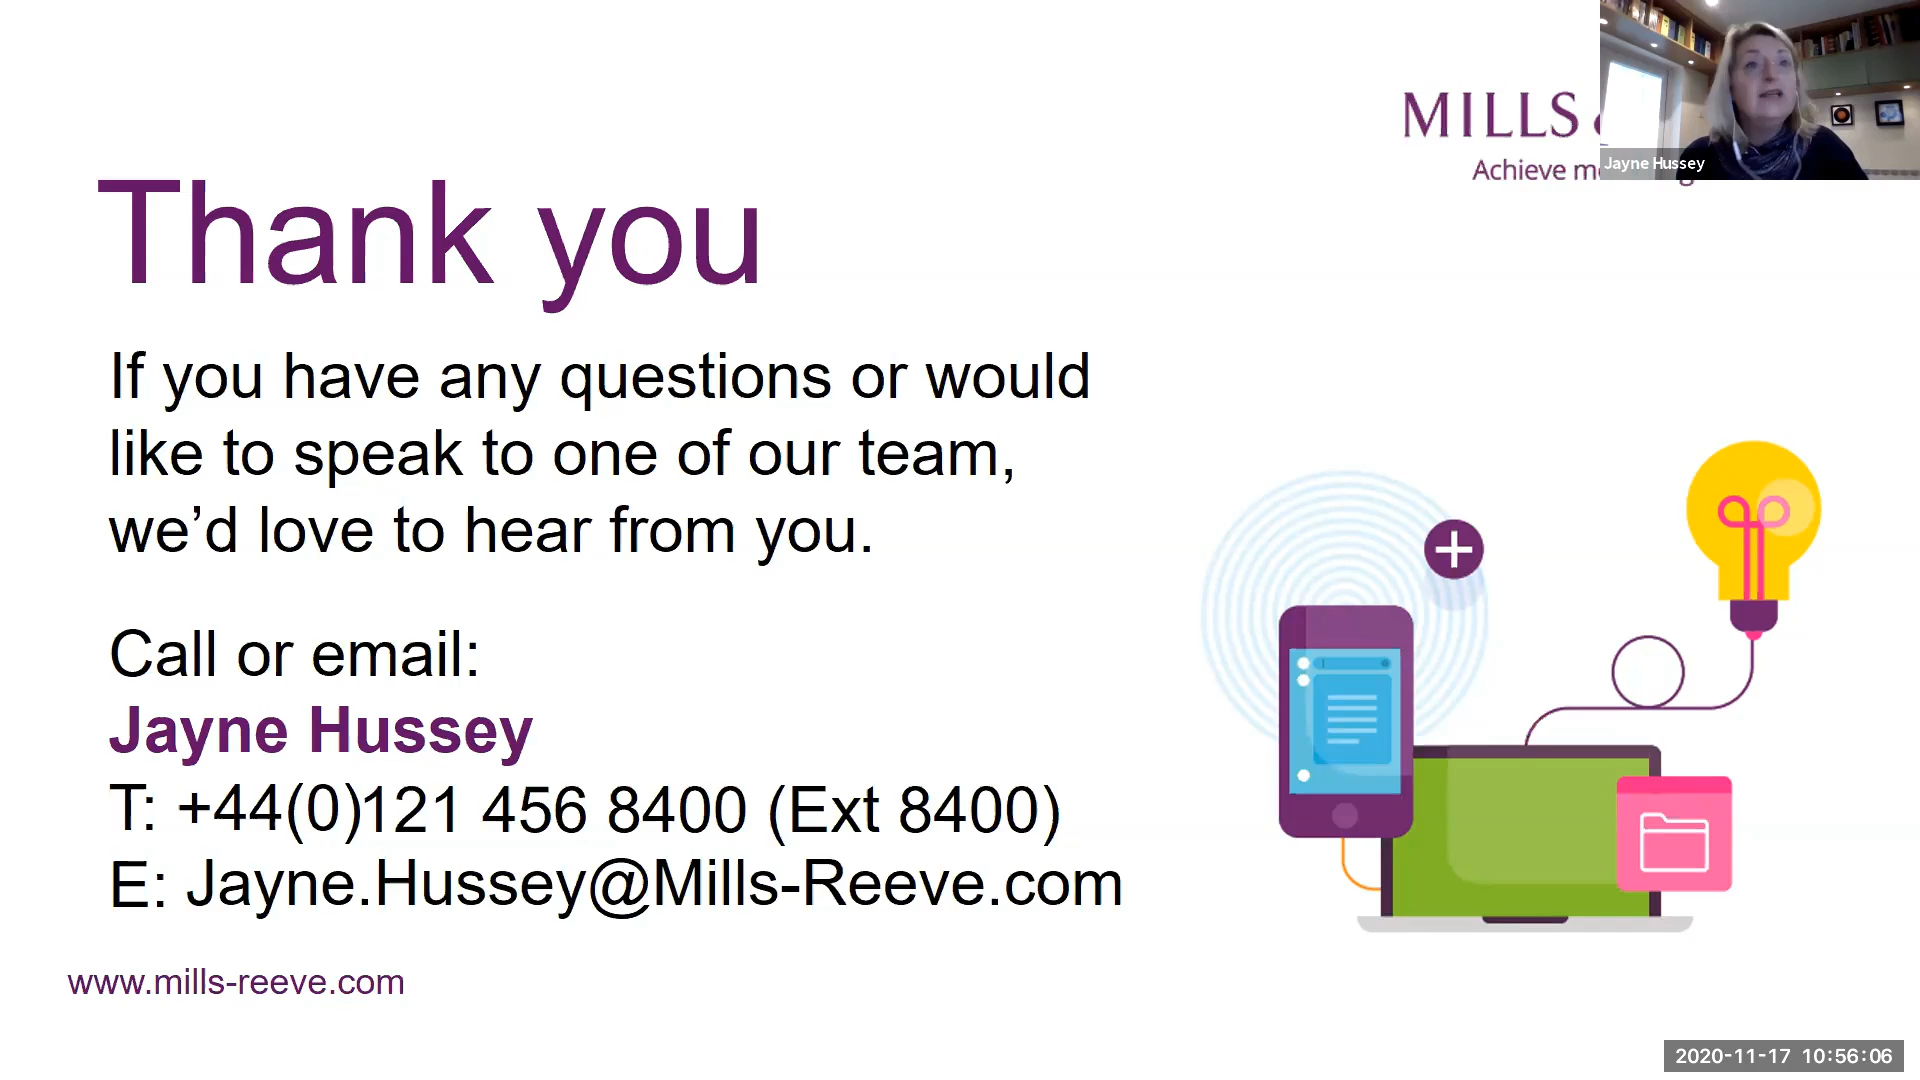 MILLS
Achieve
Jayne Hussey
Thank you
If you have any questions or would
like to speak to one of our team,
we’d love to hear from you.
Call or email:
Jayne Hussey
T: +44(0)121 456 8400 (Ext 8400)
E: Jayne.Hussey@Mills-Reeve.com
www.mills-reeve.com
2020-11-17 10:56:06